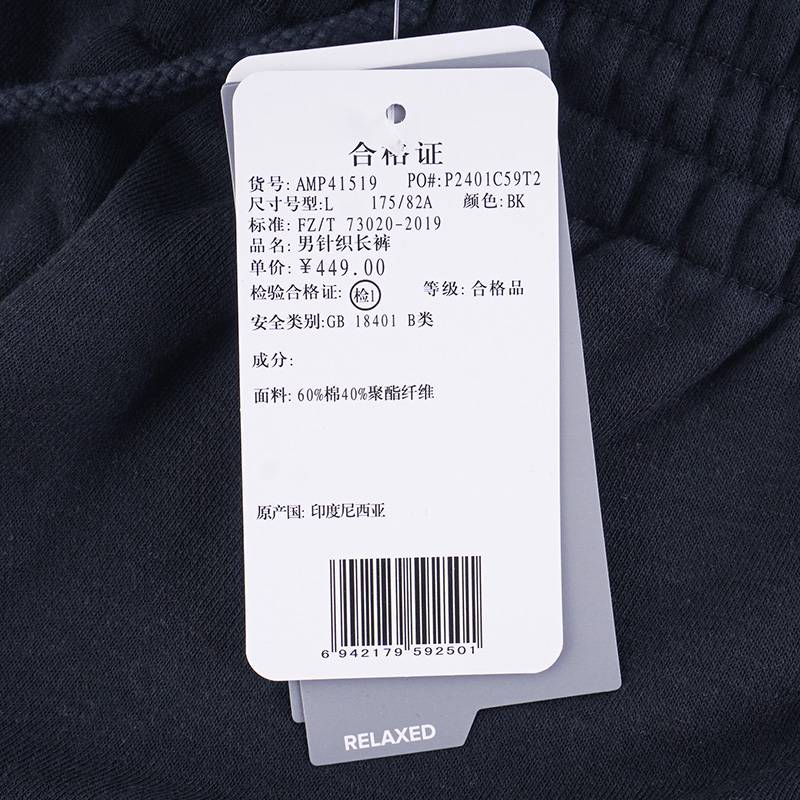 合格证
货号: AMP41519 PO#: P2401C59T2
尺寸号型: L 175/82A 颜色: BK
标准: FZ/T 73020-2019
品名: 男针织长裤
单价: ¥449.00
检验合格证: 检1 等级: 合格品
安全类别: GB 18401 B类
成分:
面料: 60%棉40%聚酯纤维
原产国: 印度尼西亚
6 942179 592501
RELAXED